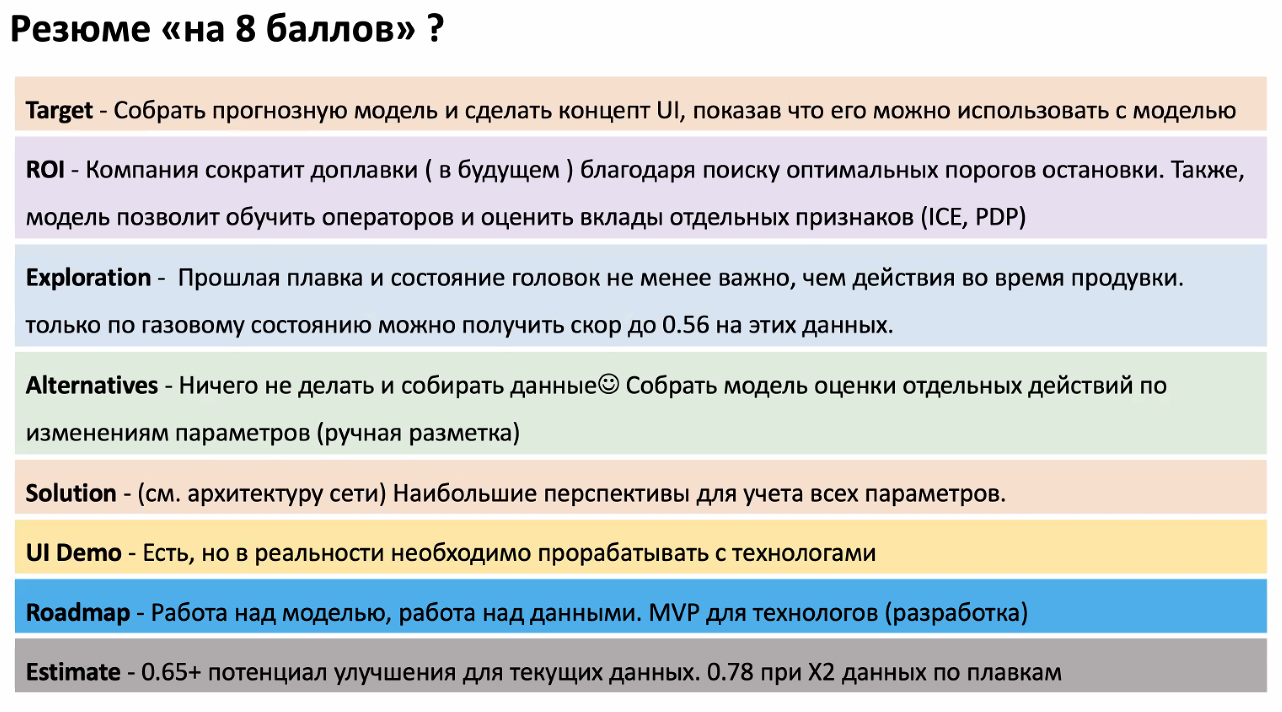 Резюме «на 8 баллов» ?
Target - Собрать прогнозную модель и сделать концепт UI, показав что его можно использовать с моделью
ROI - Компания сократит доплавки ( в будущем ) благодаря поиску оптимальных порогов остановки. Также,
модель позволит обучить операторов и оценить вклады отдельных признаков (ICE, PDP)
Exploration - Прошлая плавка и состояние головок не менее важно, чем действия во время продувки.
только по газовому состоянию можно получить скор до 0.56 на этих данных.
Alternatives - Ничего не делать и собирать данные☺ Собрать модель оценки отдельных действий по
изменениям параметров (ручная разметка)
Solution - (см. архитектуру сети) Наибольшие перспективы для учета всех параметров.
UI Demo - Есть, но в реальности необходимо прорабатывать с технологами
Roadmap - Работа над моделью, работа над данными. MVP для технологов (разработка)
Estimate - 0.65+ потенциал улучшения для текущих данных. 0.78 при X2 данных по плавкам